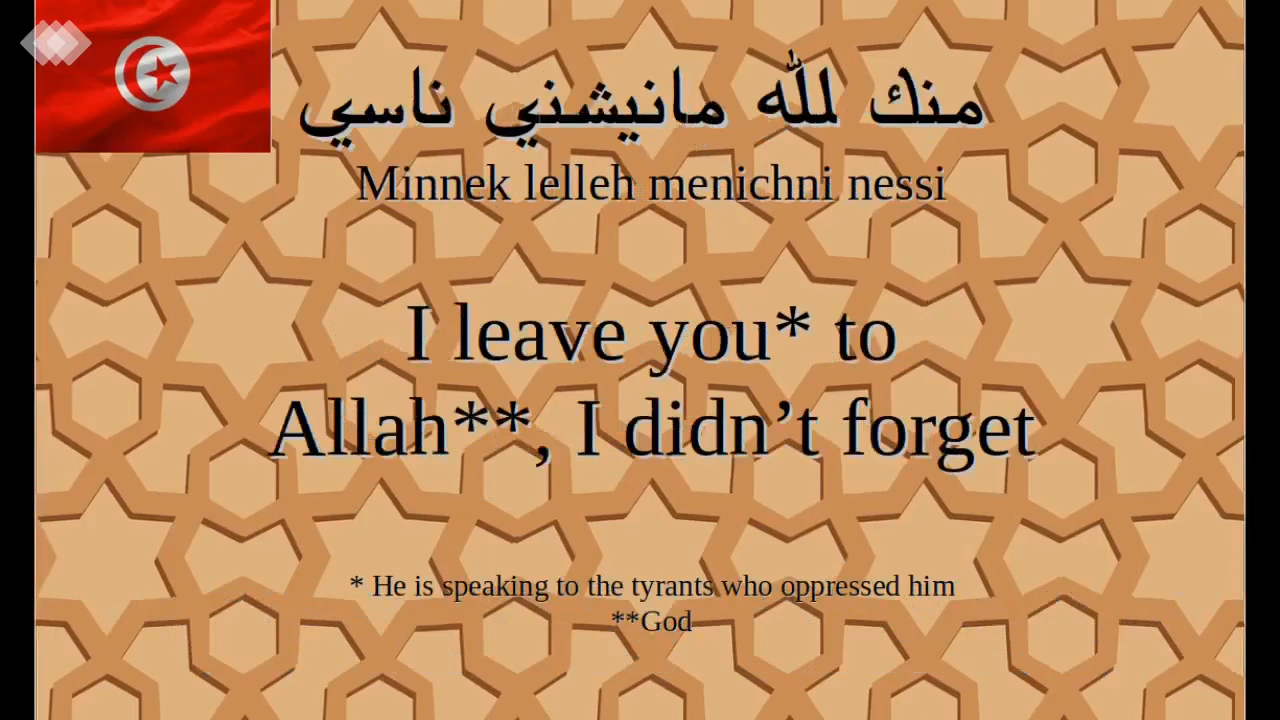 منك لله مانيشني ناسي
Minnek lelleh menichni nessi
I leave you* to
Allah**, I didn’t forget
* He is speaking to the tyrants who oppressed him
**God